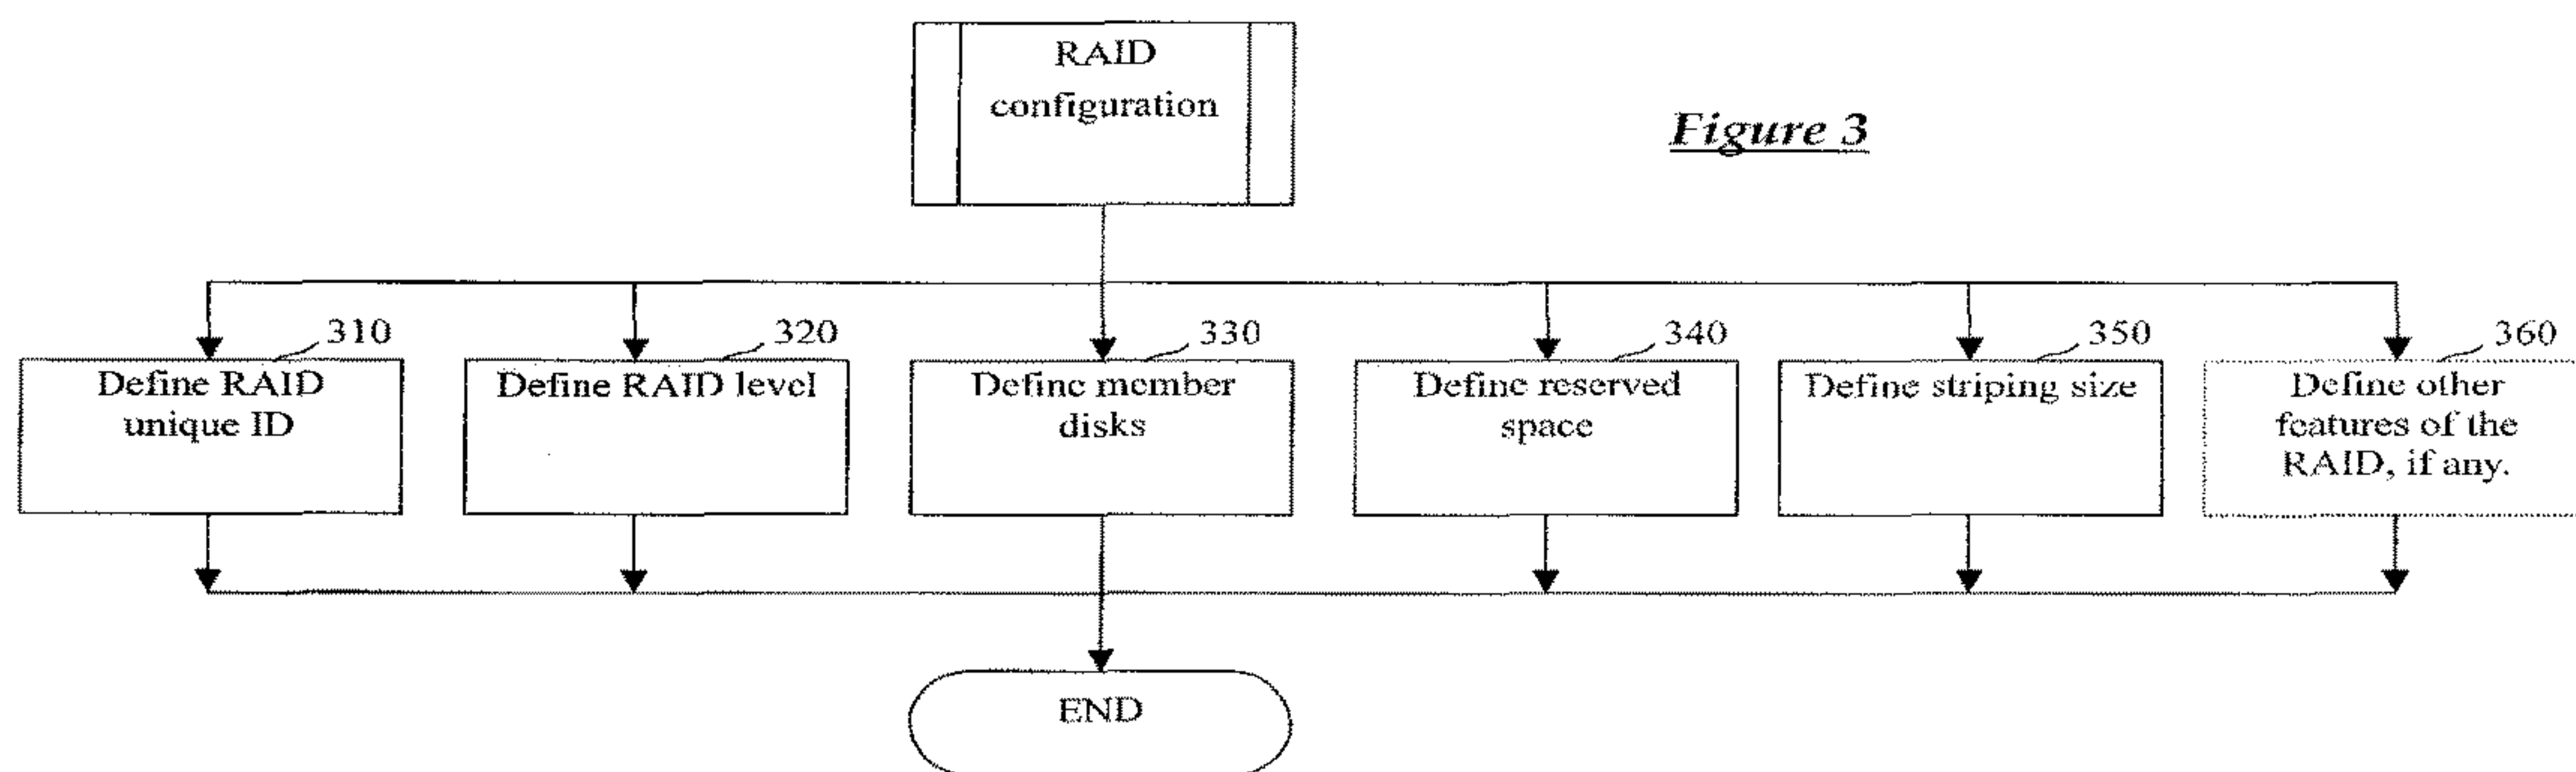 RAID
configuration
Figure 3
310
Define RAID
unique ID
320
Define RAID level
330
Define member
disks
340
Define reserved
space
350
Define striping size
360
Define other
features of the
RAID, if any.
END